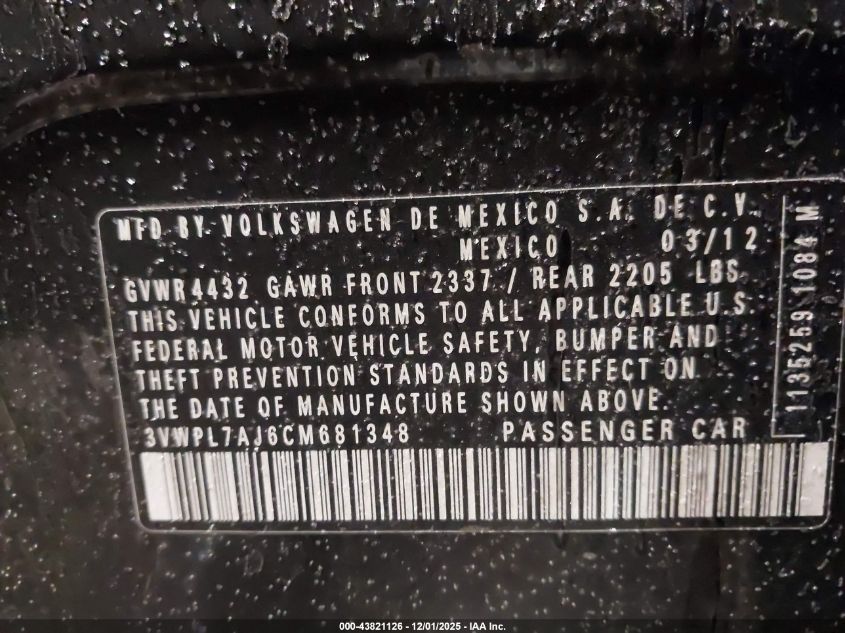 MFD BY VOLKSWAGEN DE MEXICO S.A. DE C.V.
MEXICO 03/12
GVWR 4432 GAWR FRONT 2337 / REAR 2205 LBS
THIS VEHICLE CONFORMS TO ALL APPLICABLE U.S.
FEDERAL MOTOR VEHICLE SAFETY, BUMPER AND
THEFT PREVENTION STANDARDS IN EFFECT ON
THE DATE OF MANUFACTURE SHOWN ABOVE.
3VWPL7AJ6CM681348 PASSENGER CAR
1135259 1084 M
000-43821126 - 12/01/2025 - IAA Inc.